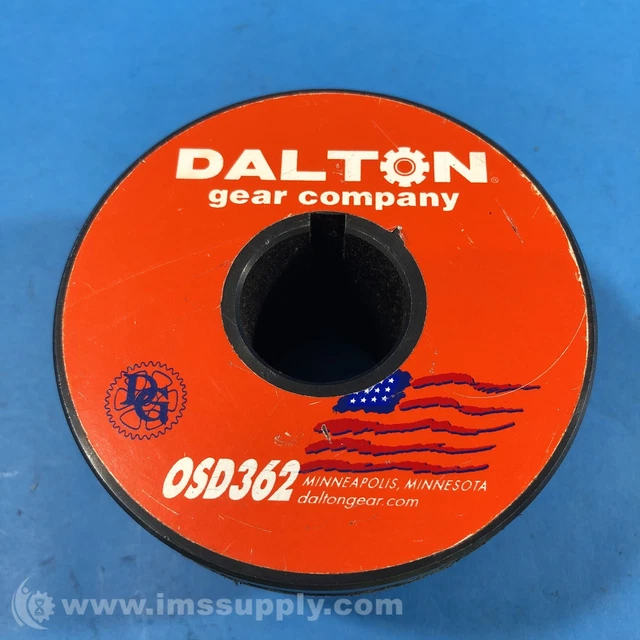 DALTON®
gear company
DG
OSD362 MINNEAPOLIS, MINNESOTA
daltongear.com
www.imssupply.com